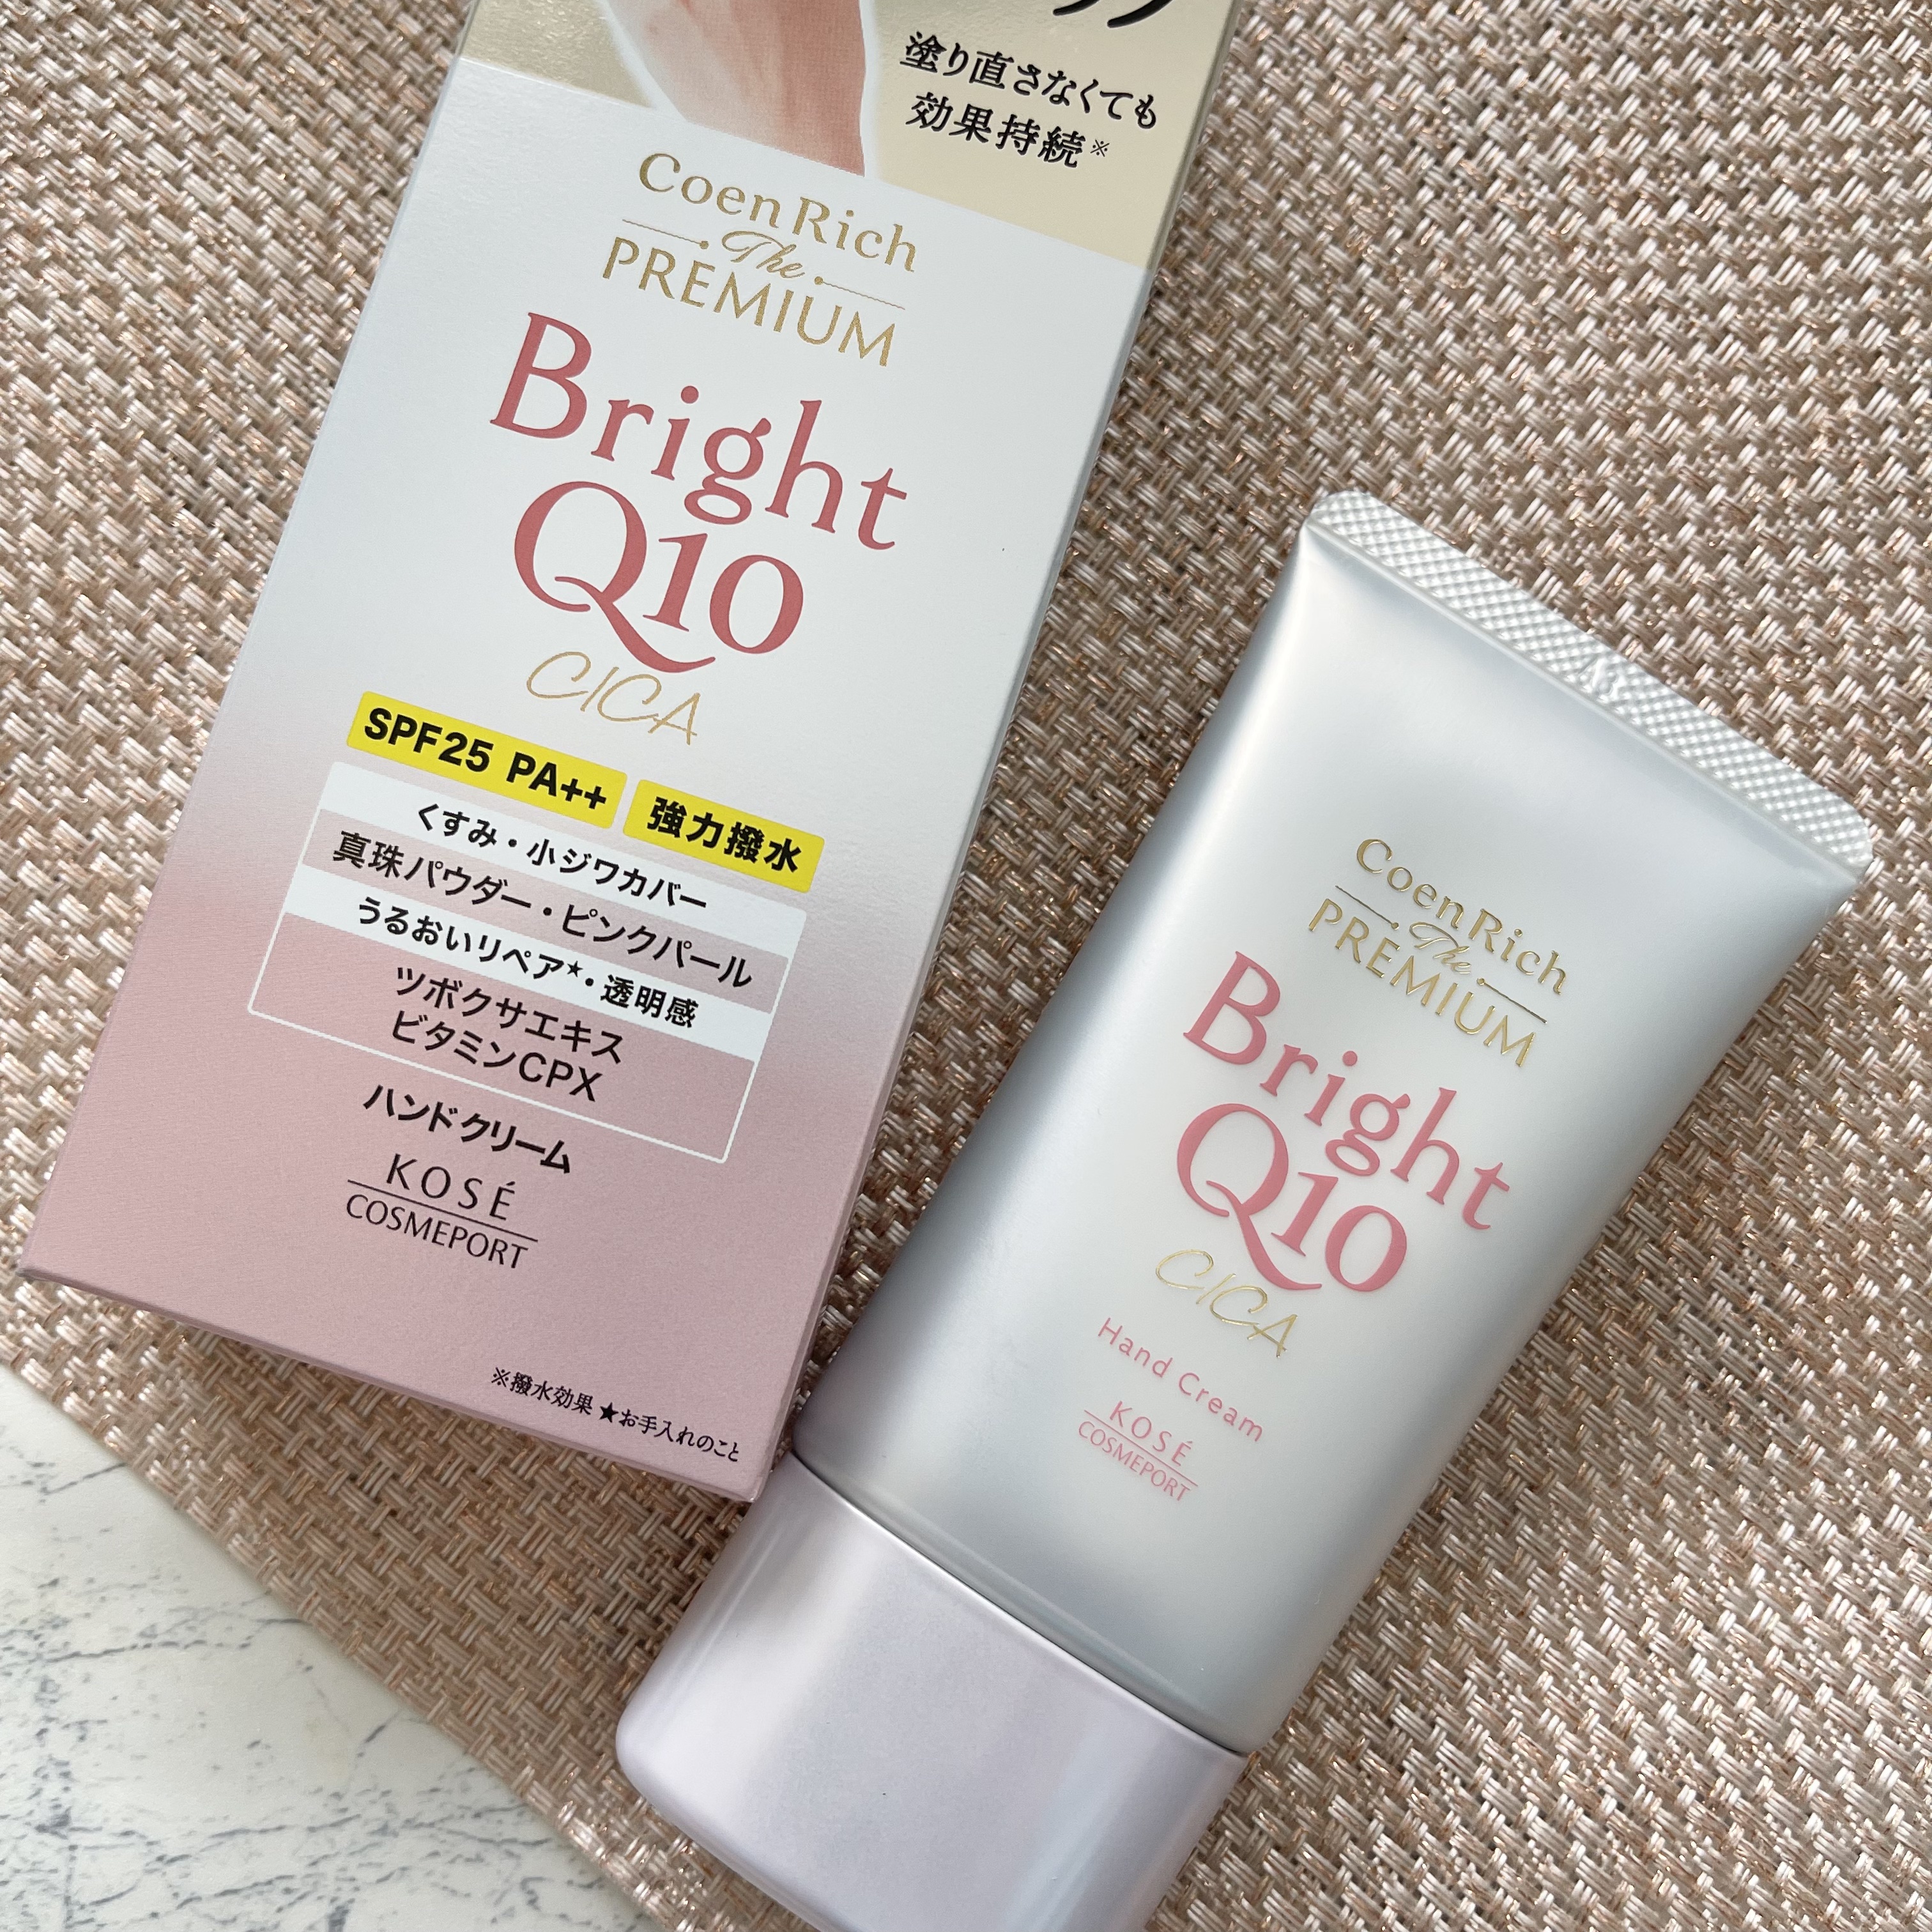 塗り直さなくても
効果持続※
Coen Rich
The
PREMIUM
Bright
Q10
CICA
SPF25 PA++
強力撥水
くすみ・小ジワカバー
真珠パウダー・ピンクパール
うるおいリペア★・透明感
ツボクサエキス
ビタミンCPX
ハンドクリーム
KOSÉ
COSMEPORT
※撥水効果 ★お手入れのこと
Coen Rich
The
PREMIUM
Bright
Q10
CICA
Hand Cream
KOSÉ
COSMEPORT